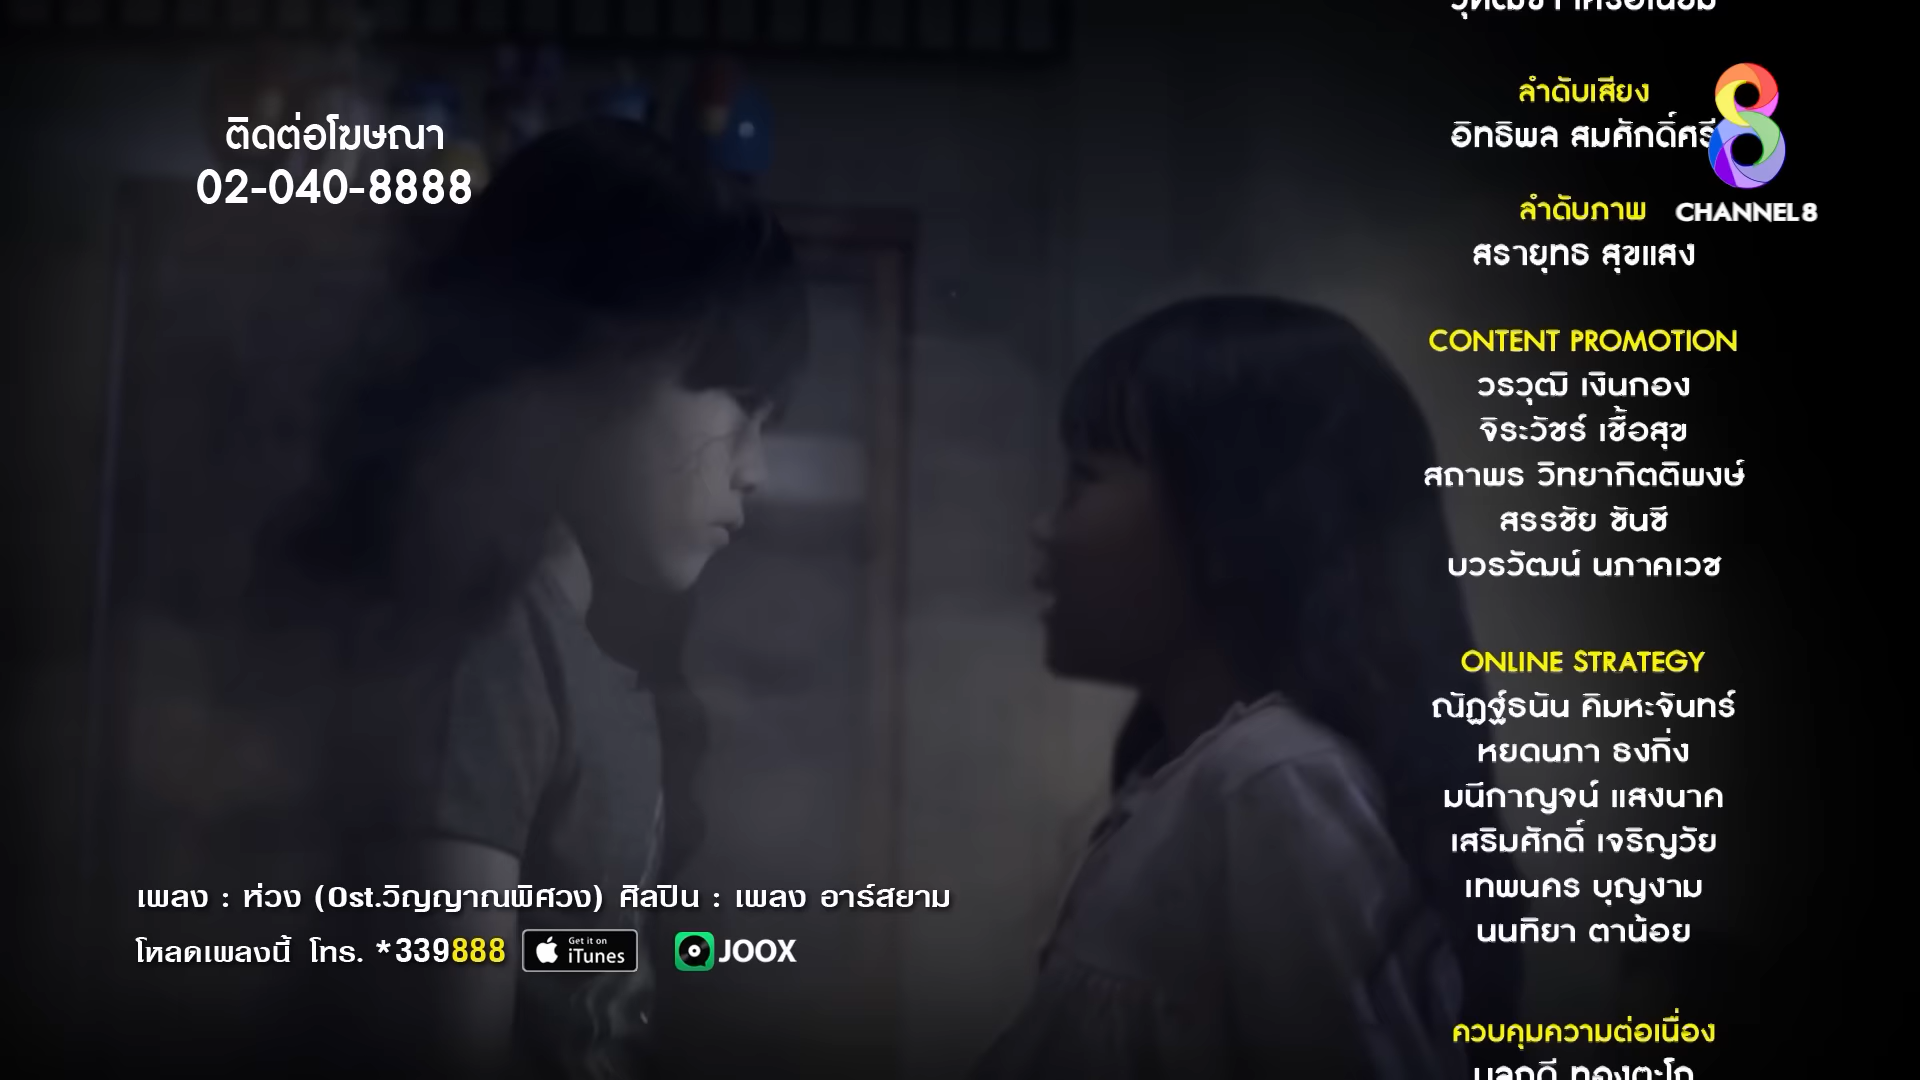 ติดต่อโฆษณา
02-040-8888
ลำดับเสียง
อิทธิพล สมศักดิ์ศรี
ลำดับภาพ
CHANNEL 8
สรายุทธ สุขแสง
CONTENT PROMOTION
วรวุฒิ เงินกอง
จิระวัชร์ เชื้อสุข
สถาพร วิทยากิตติพงษ์
สรรชัย ซันซี
บวรวัฒน์ นภาคเวช
ONLINE STRATEGY
ณัฏฐ์ธนัน คิมหะจันทร์
หยดนภา ธงกิ่ง
มนีกาญจน์ แสงนาค
เสริมศักดิ์ เจริญวัย
เทพนคร บุญงาม
นนทิยา ตาน้อย
ควบคุมความต่อเนื่อง
เพลง : ห่วง (Ost.วิญญาณพิศวง) ศิลปิน : เพลง อาร์สยาม
โหลดเพลงนี้ โทร. *339888 Get it on iTunes JOOX